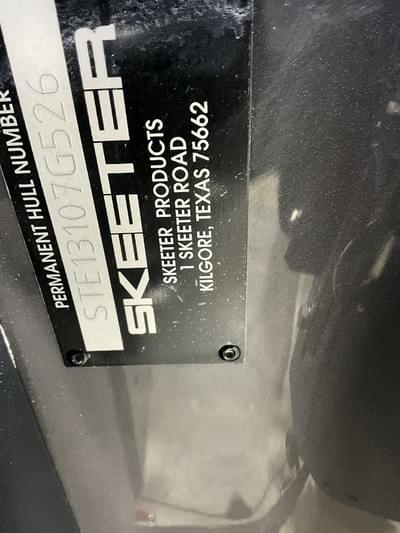 PERMANENT HULL NUMBER
STE13107G526
SKEETER
SKEETER PRODUCTS
1 SKEETER ROAD
KILGORE, TEXAS 75662